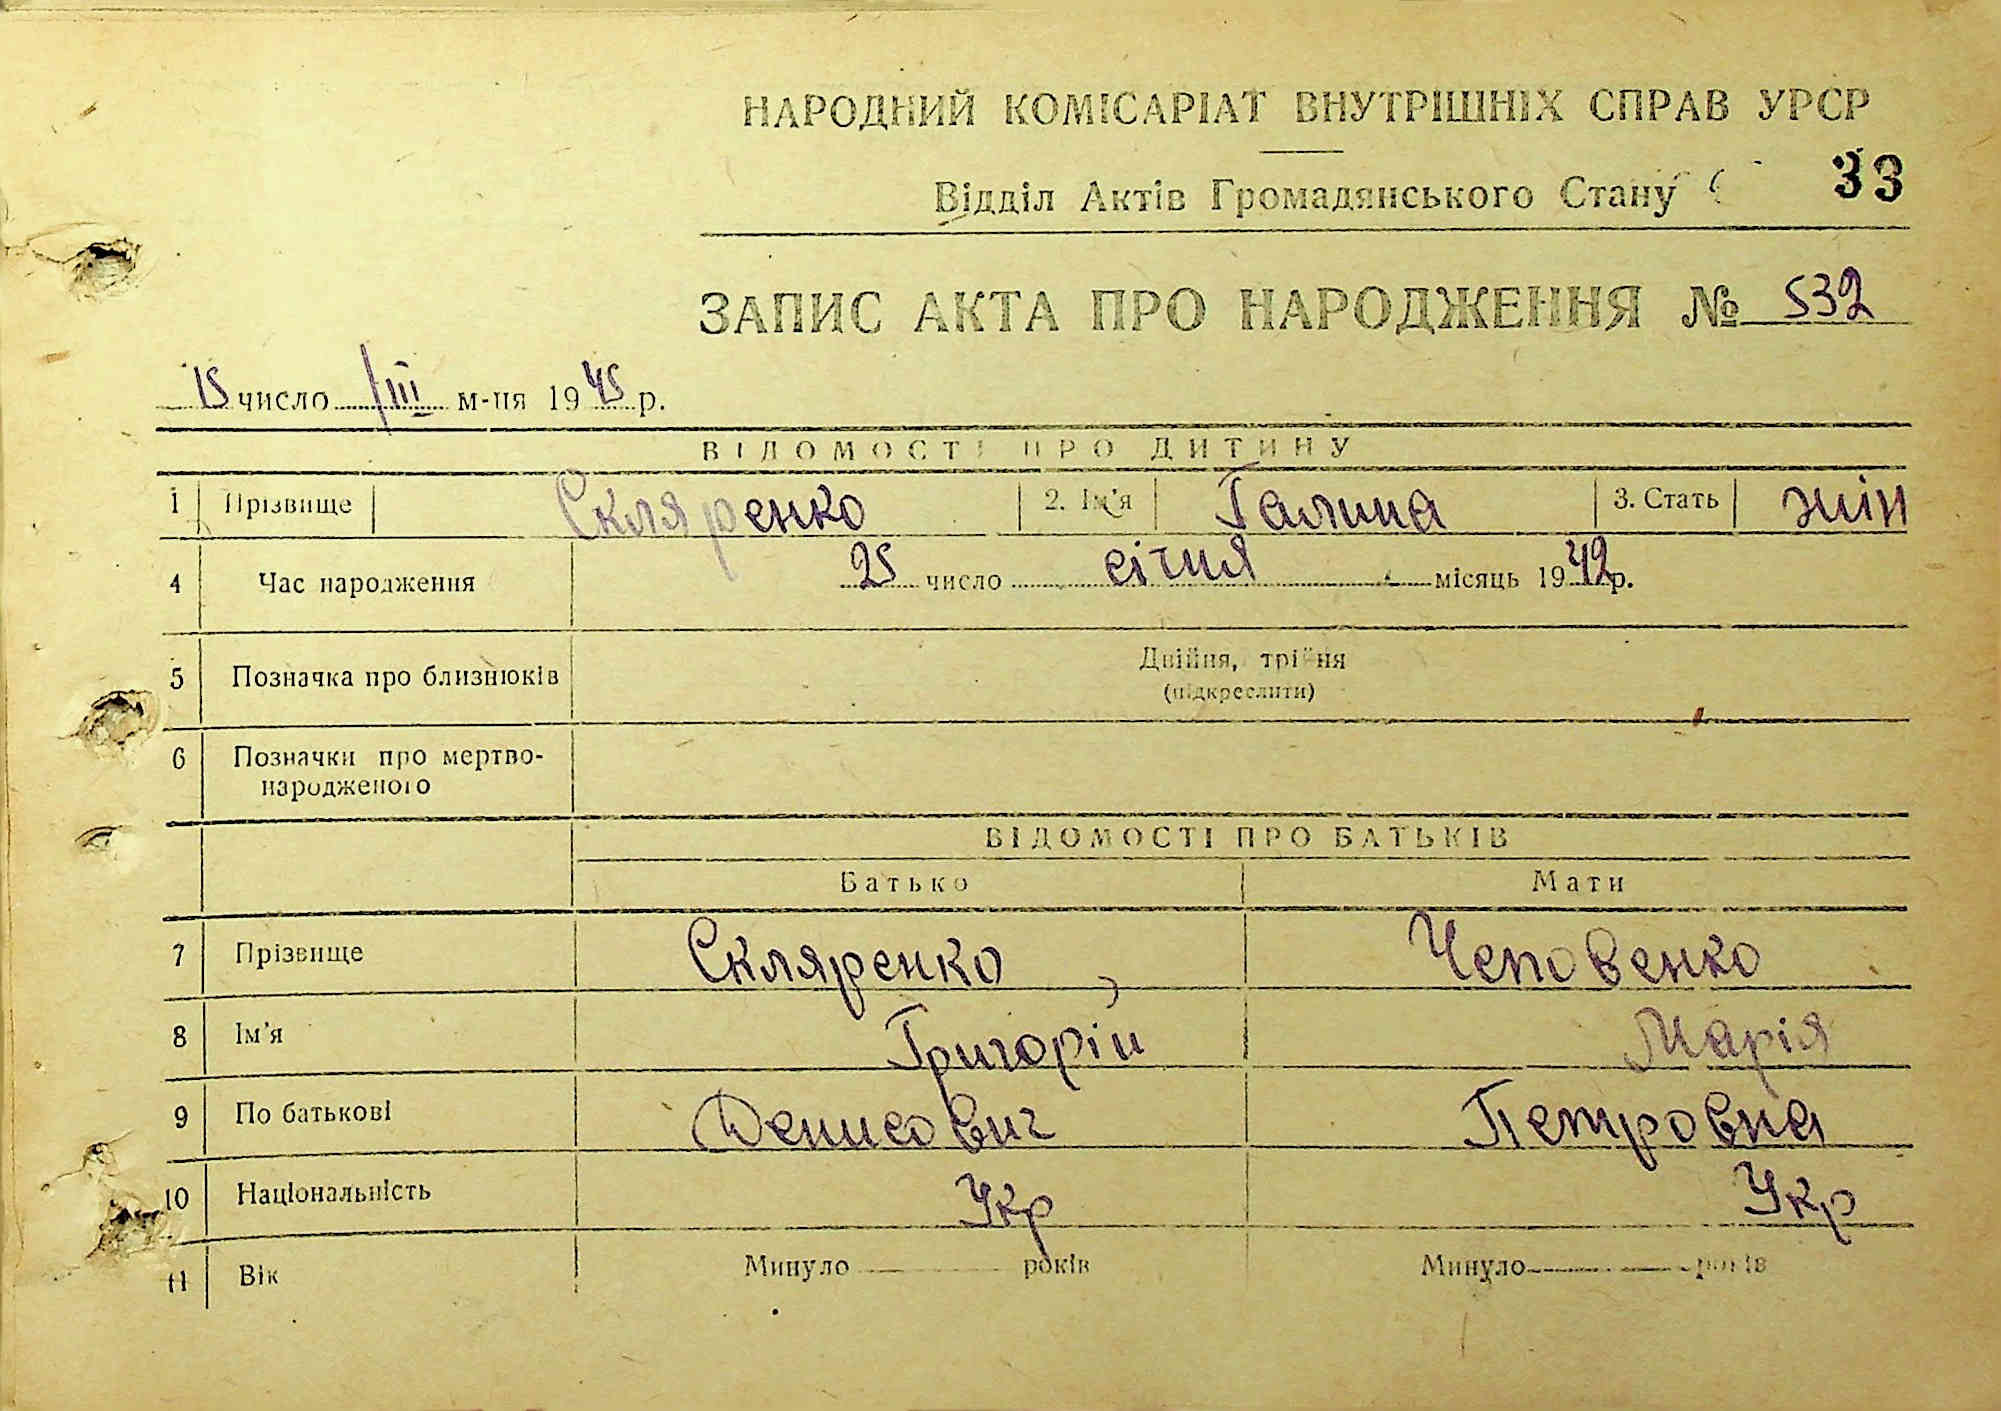 НАРОДНИЙ КОМІСАРІАТ ВНУТРІШНІХ СПРАВ УРСР
Відділ Актів Громадянського Стану 33
ЗАПИС АКТА ПРО НАРОДЖЕННЯ № 532
15 число /III м-ця 1945 р.
ВІДОМОСТІ ПРО ДИТИНУ
1 Прізвище Скляренко 2. Ім'я Галина 3. Стать жін
4 Час народження 25 число січня місяць 1942 р.
5 Позначка про близнюків Двійня, трійня
(підкреслити)
6 Позначки про мертво-
народженого
ВІДОМОСТІ ПРО БАТЬКІВ
Батько Мати
7 Прізвище Скляренко Чеповенко
8 Ім'я Григорій Марія
9 По батькові Денисович Петровна
10 Національність Укр Укр
11 Вік Минуло років Минуло років